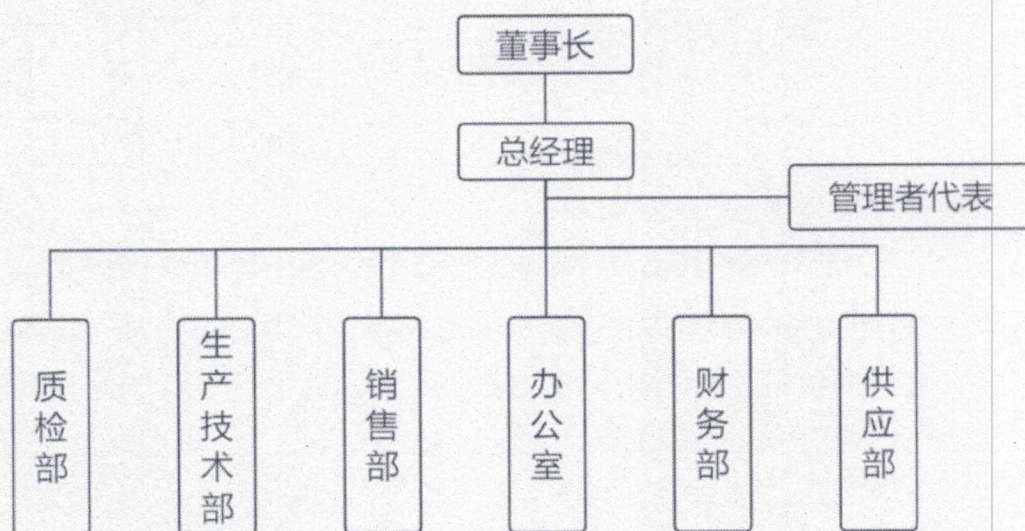 董事长
总经理
管理者代表
质检部
生产技术部
销售部
办公室
财务部
供应部